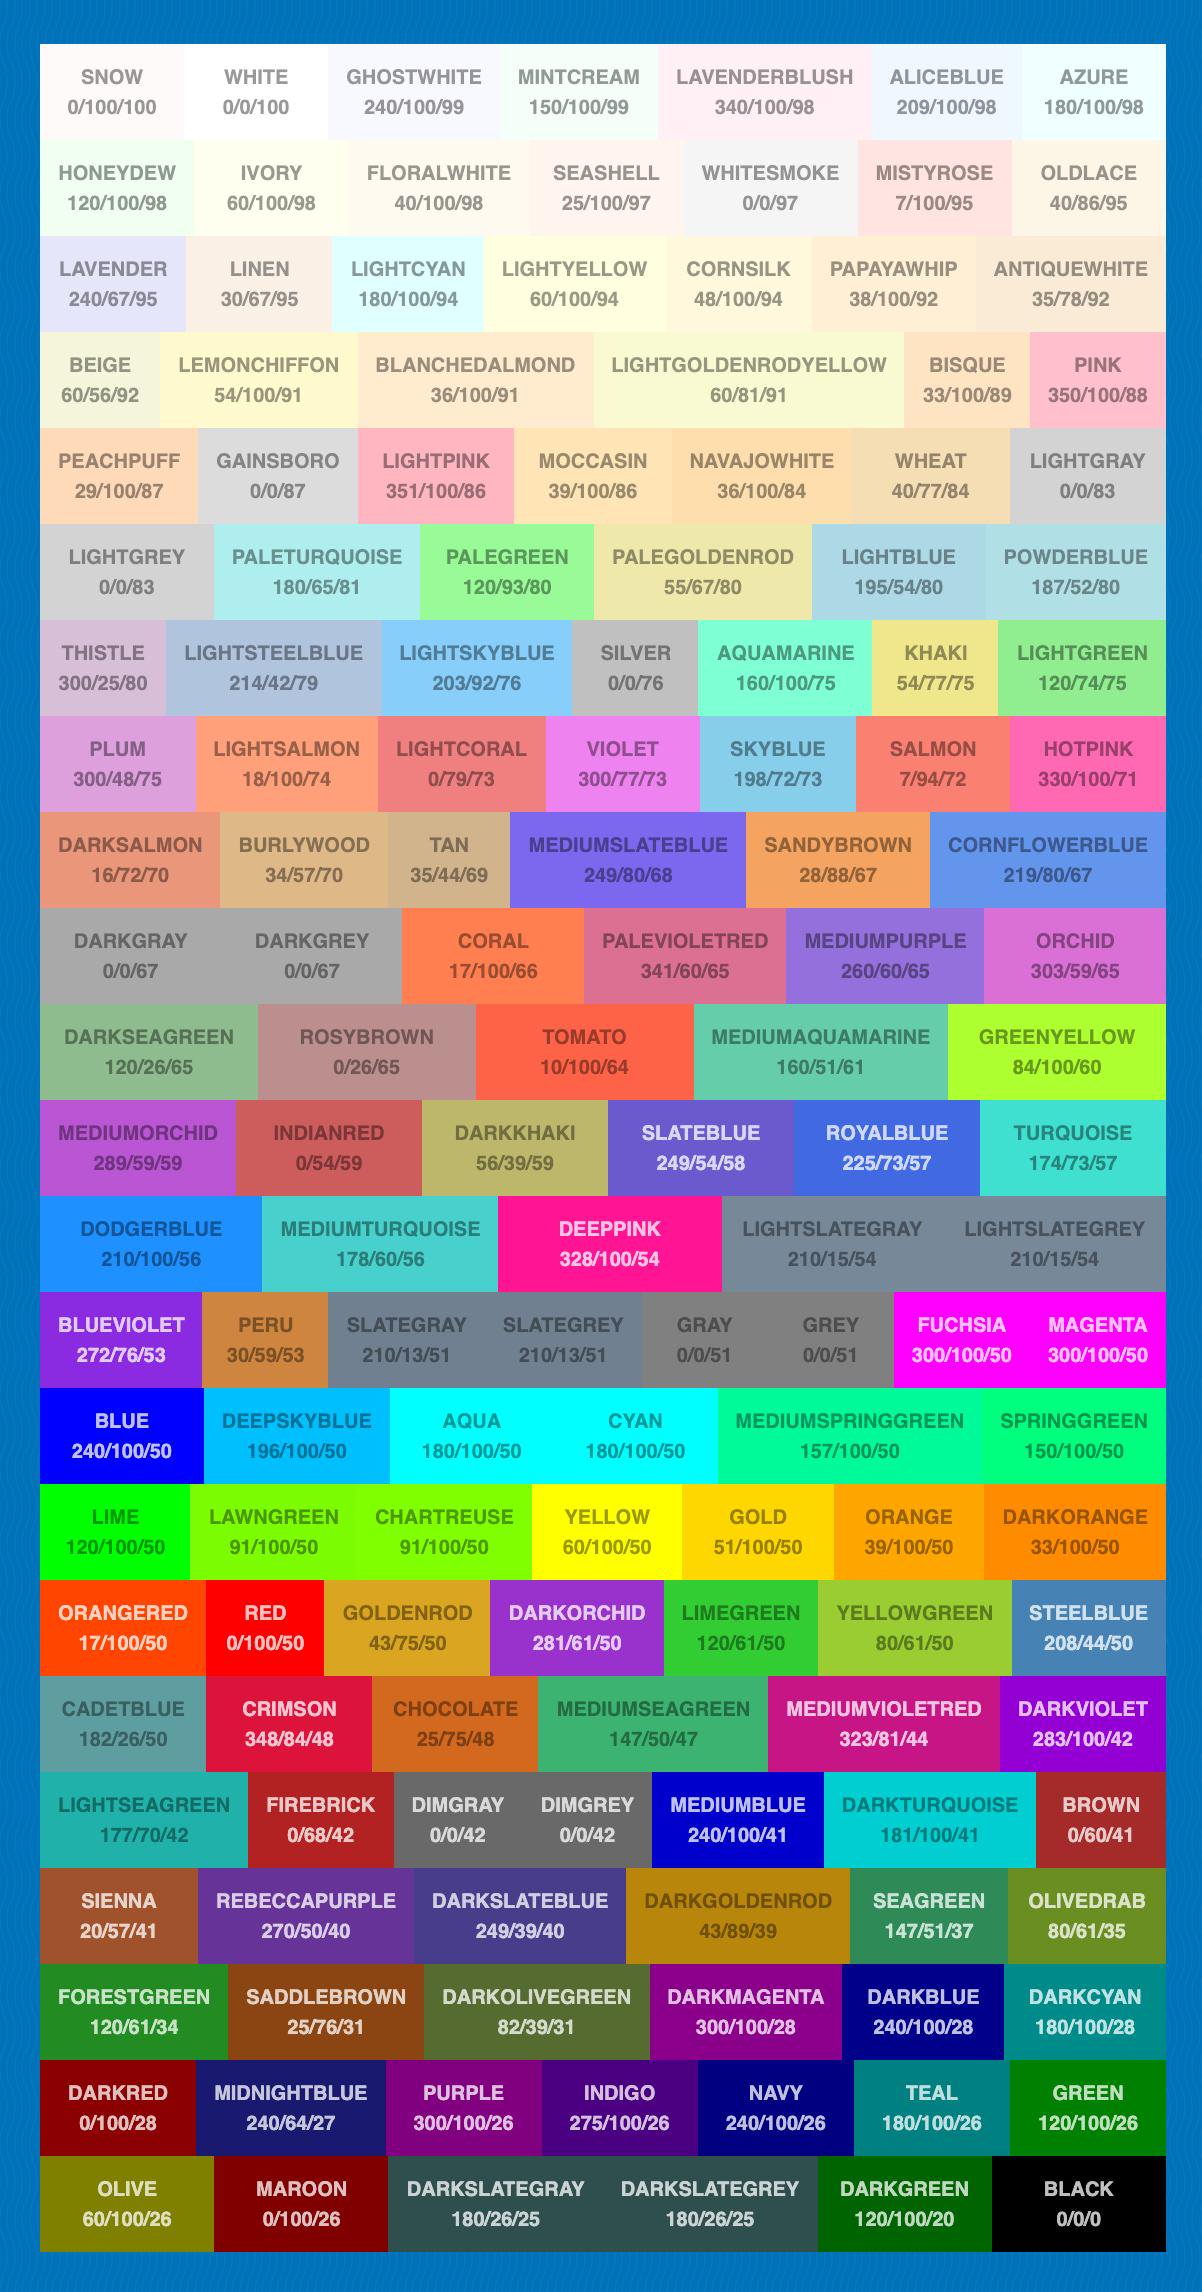 SNOW WHITE GHOSTWHITE MINTCREAM LAVENDERBLUSH ALICEBLUE AZURE
0/100/100 0/0/100 240/100/99 150/100/99 340/100/98 209/100/98 180/100/98
HONEYDEW IVORY FLORALWHITE SEASHELL WHITESMOKE MISTYROSE OLDLACE
120/100/98 60/100/98 40/100/98 25/100/97 0/0/97 7/100/95 40/86/95
LAVENDER LINEN LIGHTCYAN LIGHTYELLOW CORNSILK PAPAYAWHIP ANTIQUEWHITE
240/67/95 30/67/95 180/100/94 60/100/94 48/100/94 38/100/92 35/78/92
BEIGE LEMONCHIFFON BLANCHEDALMOND LIGHTGOLDENRODYELLOW BISQUE PINK
60/56/92 54/100/91 36/100/91 60/81/91 33/100/89 350/100/88
PEACHPUFF GAINSBORO LIGHTPINK MOCCASIN NAVAJOWHITE WHEAT LIGHTGRAY
29/100/87 0/0/87 351/100/86 39/100/86 36/100/84 40/77/84 0/0/83
LIGHTGREY PALETURQUOISE PALEGREEN PALEGOLDENROD LIGHTBLUE POWDERBLUE
0/0/83 180/65/81 120/93/80 55/67/80 195/54/80 187/52/80
THISTLE LIGHTSTEELBLUE LIGHTSKYBLUE SILVER AQUAMARINE KHAKI LIGHTGREEN
300/25/80 214/42/79 203/92/76 0/0/76 160/100/75 54/77/75 120/74/75
PLUM LIGHTSALMON LIGHTCORAL VIOLET SKYBLUE SALMON HOTPINK
300/48/75 18/100/74 0/79/73 300/77/73 198/72/73 7/94/72 330/100/71
DARKSALMON BURLYWOOD TAN MEDIUMSLATEBLUE SANDYBROWN CORNFLOWERBLUE
16/72/70 34/57/70 35/44/69 249/80/68 28/88/67 219/80/67
DARKGRAY DARKGREY CORAL PALEVIOLETRED MEDIUMPURPLE ORCHID
0/0/67 0/0/67 17/100/66 341/60/65 260/60/65 303/59/65
DARKSEAGREEN ROSYBROWN TOMATO MEDIUMAQUAMARINE GREENYELLOW
120/26/65 0/26/65 10/100/64 160/51/61 84/100/60
MEDIUMORCHID INDIANRED DARKKHAKI SLATEBLUE ROYALBLUE TURQUOISE
289/59/59 0/54/59 56/39/59 249/54/58 225/73/57 174/73/57
DODGERBLUE MEDIUMTURQUOISE DEEPPINK LIGHTSLATEGRAY LIGHTSLATEGREY
210/100/56 178/60/56 328/100/54 210/15/54 210/15/54
BLUEVIOLET PERU SLATEGRAY SLATEGREY GRAY GREY FUCHSIA MAGENTA
272/76/53 30/59/53 210/13/51 210/13/51 0/0/51 0/0/51 300/100/50 300/100/50
BLUE DEEPSKYBLUE AQUA CYAN MEDIUMSPRINGGREEN SPRINGGREEN
240/100/50 196/100/50 180/100/50 180/100/50 157/100/50 150/100/50
LIME LAWNGREEN CHARTREUSE YELLOW GOLD ORANGE DARKORANGE
120/100/50 91/100/50 91/100/50 60/100/50 51/100/50 39/100/50 33/100/50
ORANGERED RED GOLDENROD DARKORCHID LIMEGREEN YELLOWGREEN STEELBLUE
17/100/50 0/100/50 43/75/50 281/61/50 120/61/50 80/61/50 208/44/50
CADETBLUE CRIMSON CHOCOLATE MEDIUMSEAGREEN MEDIUMVIOLETRED DARKVIOLET
182/26/50 348/84/48 25/75/48 147/50/47 323/81/44 283/100/42
LIGHTSEAGREEN FIREBRICK DIMGRAY DIMGREY MEDIUMBLUE DARKTURQUOISE BROWN
177/70/42 0/68/42 0/0/42 0/0/42 240/100/41 181/100/41 0/60/41
SIENNA REBECCAPURPLE DARKSLATEBLUE DARKGOLDENROD SEAGREEN OLIVEDRAB
20/57/41 270/50/40 249/39/40 43/89/39 147/51/37 80/61/35
FORESTGREEN SADDLEBROWN DARKOLIVEGREEN DARKMAGENTA DARKBLUE DARKCYAN
120/61/34 25/76/31 82/39/31 300/100/28 240/100/28 180/100/28
DARKRED MIDNIGHTBLUE PURPLE INDIGO NAVY TEAL GREEN
0/100/28 240/64/27 300/100/26 275/100/26 240/100/26 180/100/26 120/100/26
OLIVE MAROON DARKSLATEGRAY DARKSLATEGREY DARKGREEN BLACK
60/100/26 0/100/26 180/26/25 180/26/25 120/100/20 0/0/0